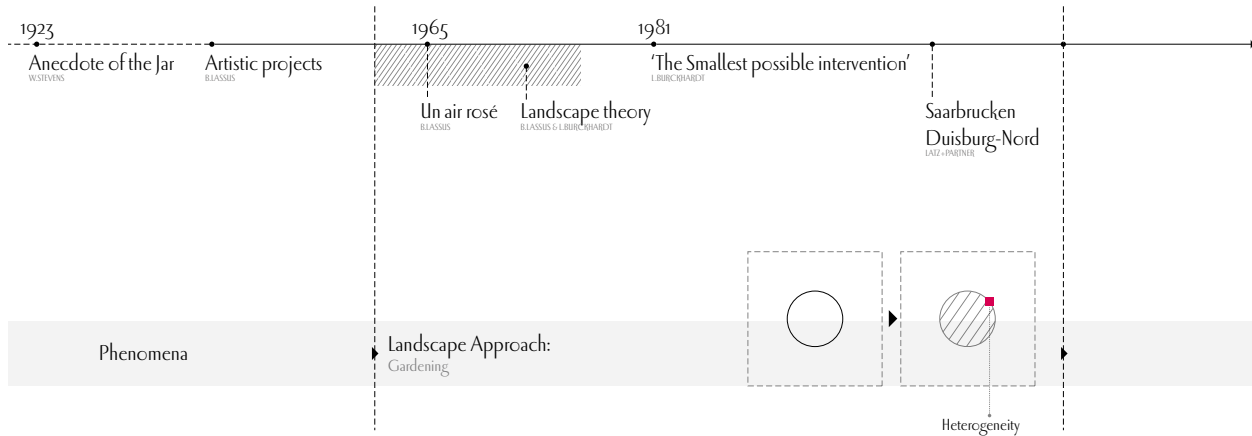 1923
1965
1981
Anecdote of the Jar
W.STEVENS
Artistic projects
B.LASSUS
'The Smallest possible intervention'
L.BURCKHARDT
Un air rosé
B.LASSUS
Landscape theory
B.LASSUS & L.BURCKHARDT
Saarbrucken
Duisburg-Nord
LATZ+PARTNER
Phenomena
Landscape Approach:
Gardening
Heterogeneity